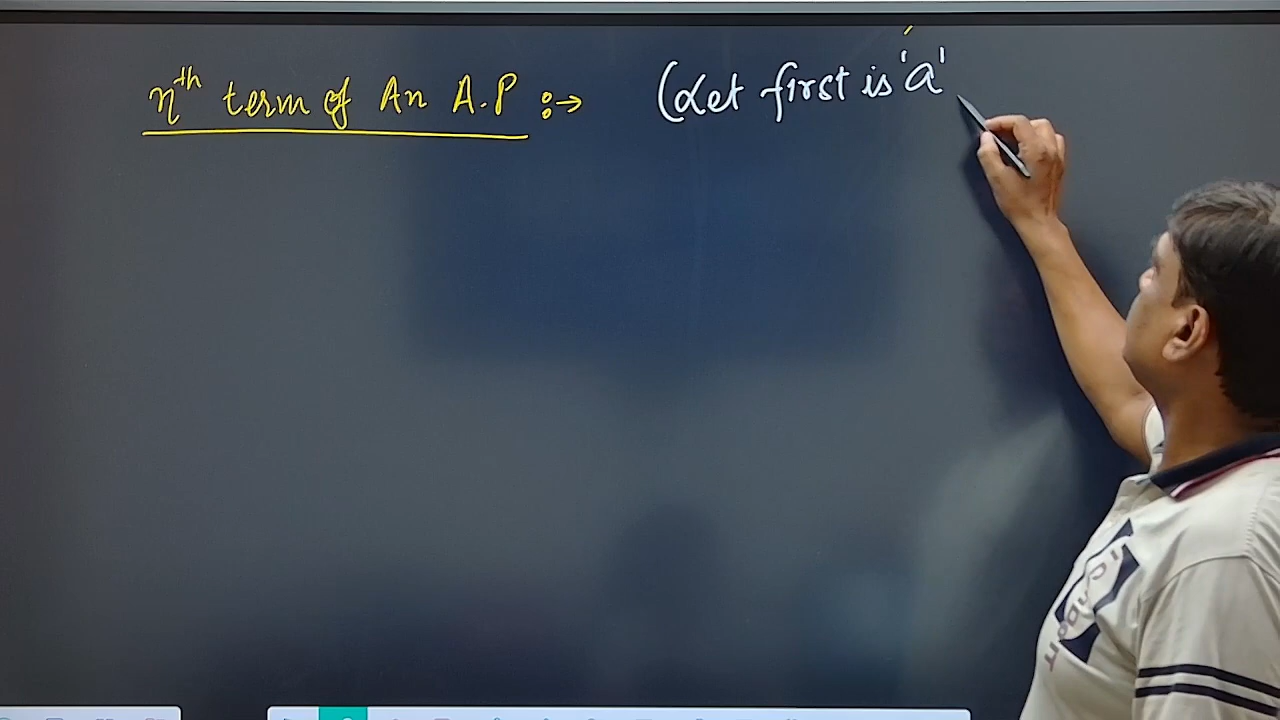 nth term of An A.P :→ (Let first is 'a'